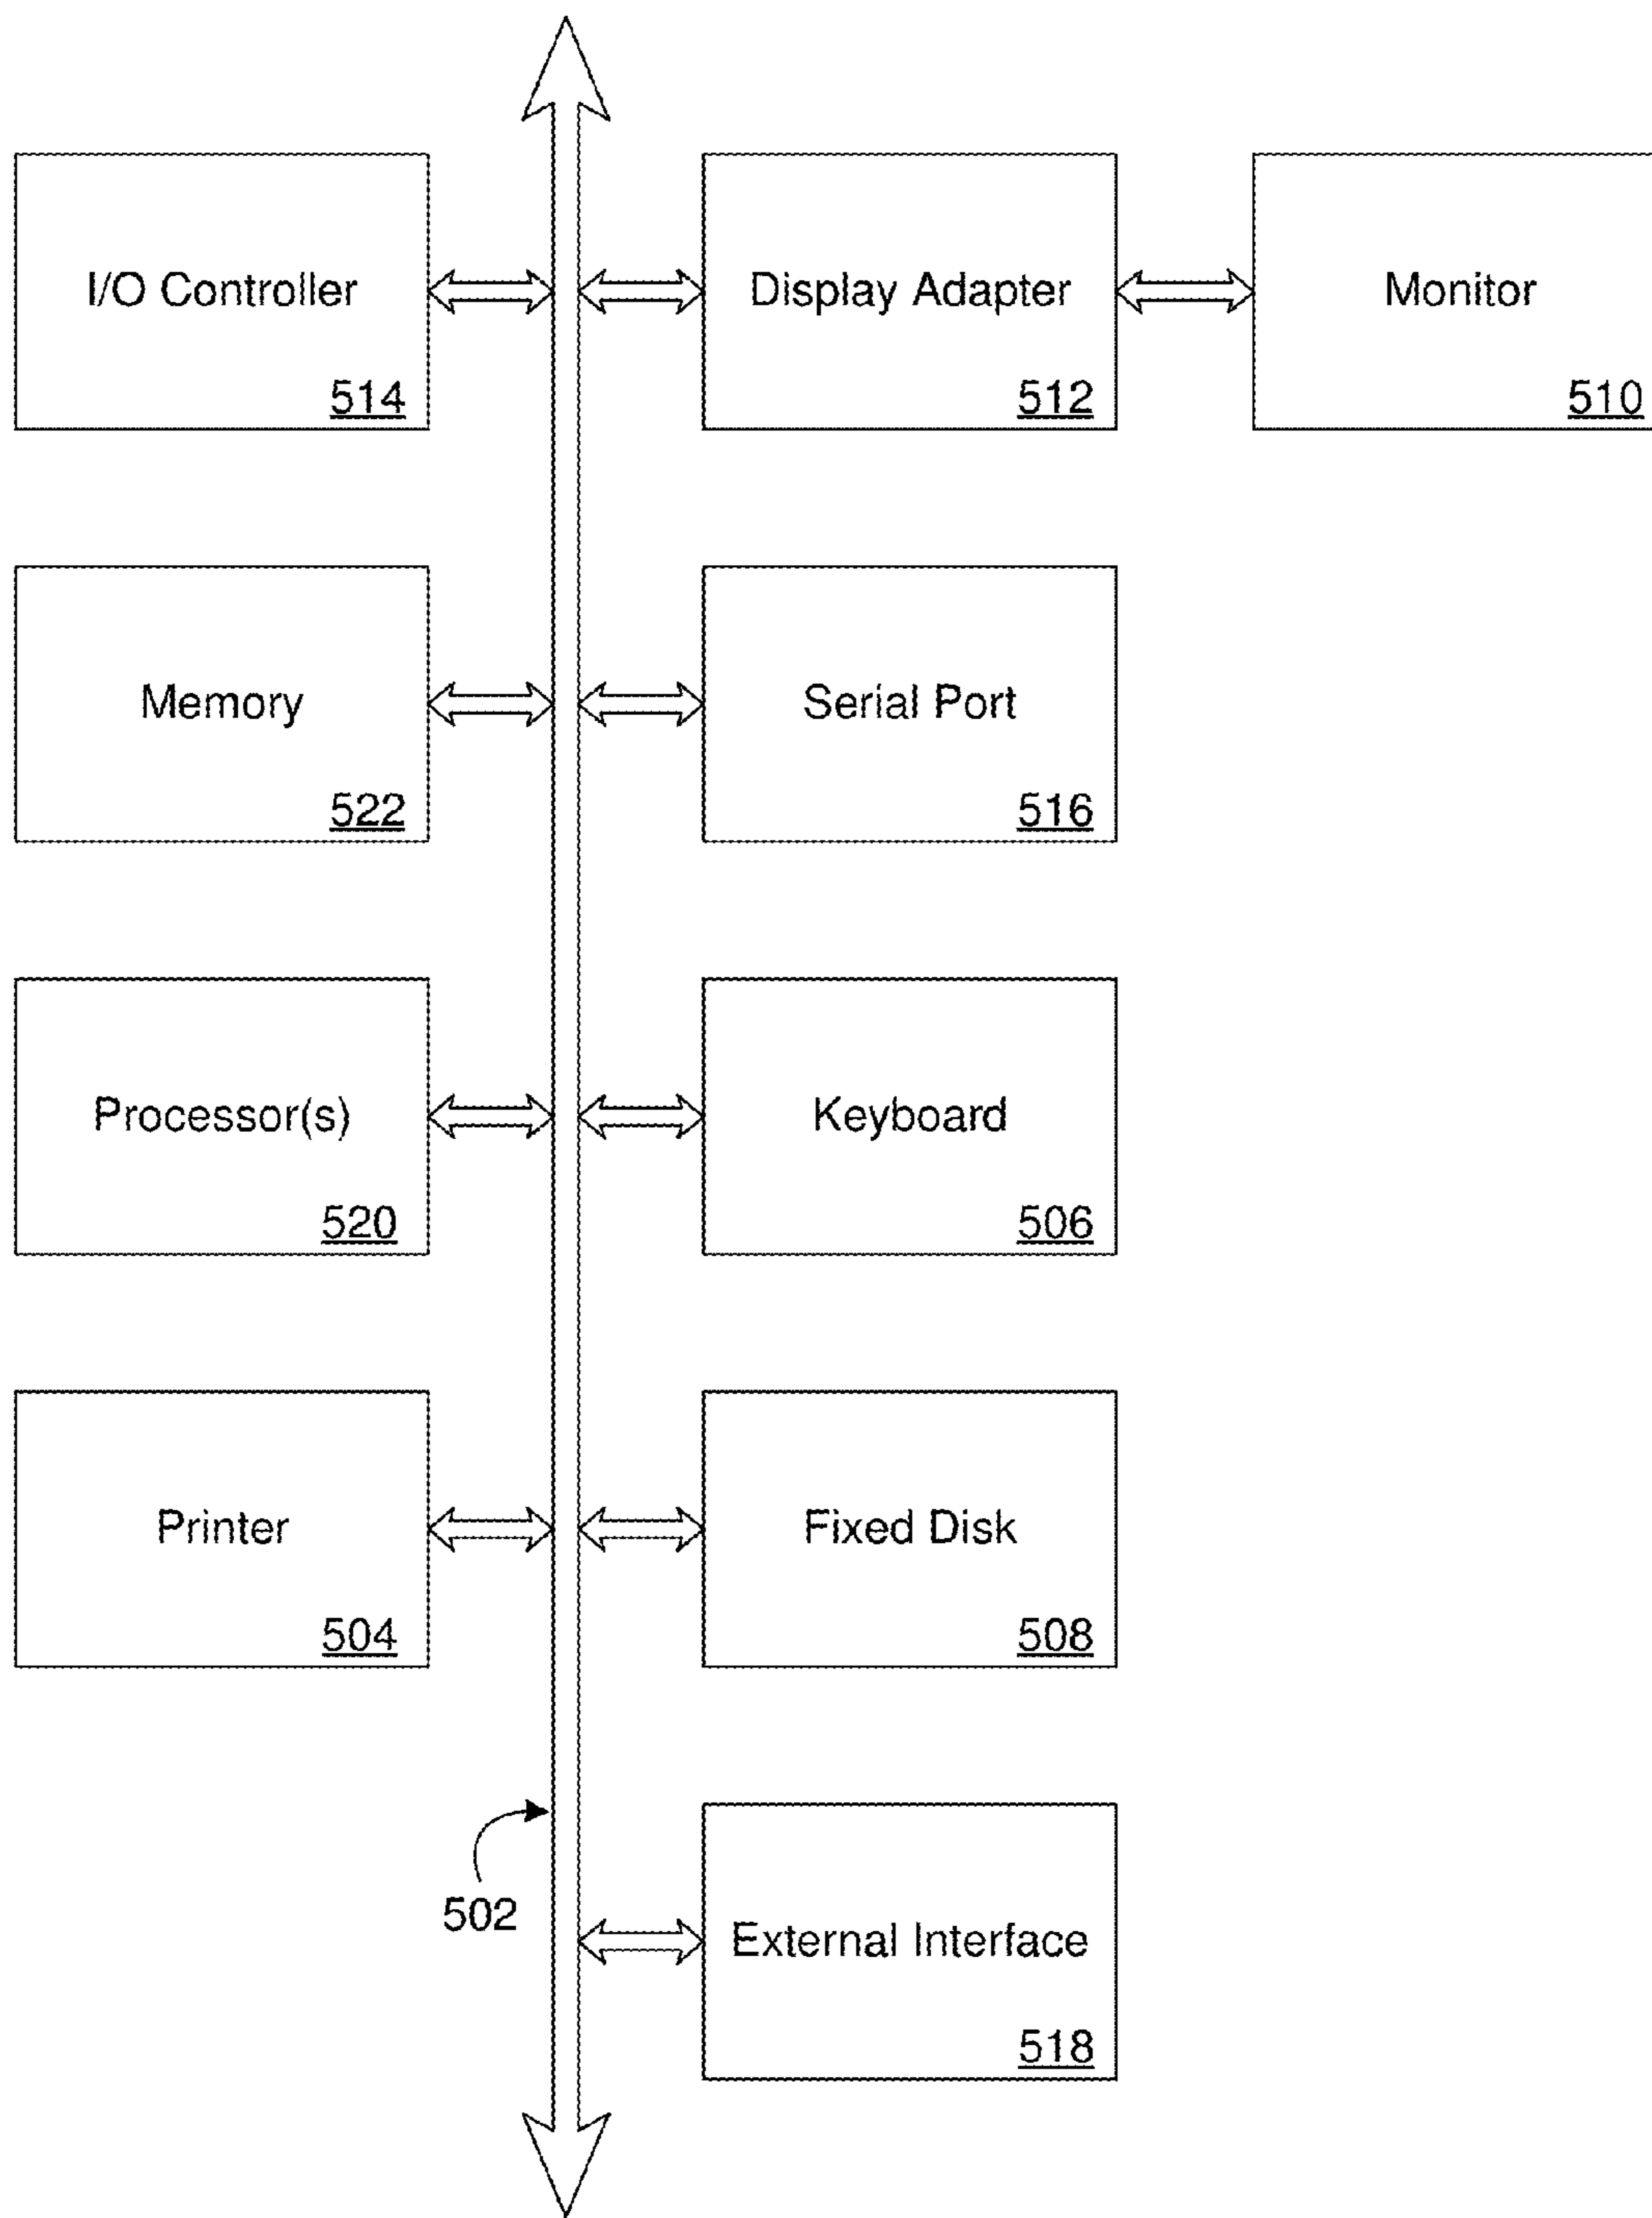 I/O Controller
514
Display Adapter
512
Monitor
510
Memory
522
Serial Port
516
Processor(s)
520
Keyboard
506
Printer
504
Fixed Disk
508
502
External Interface
518